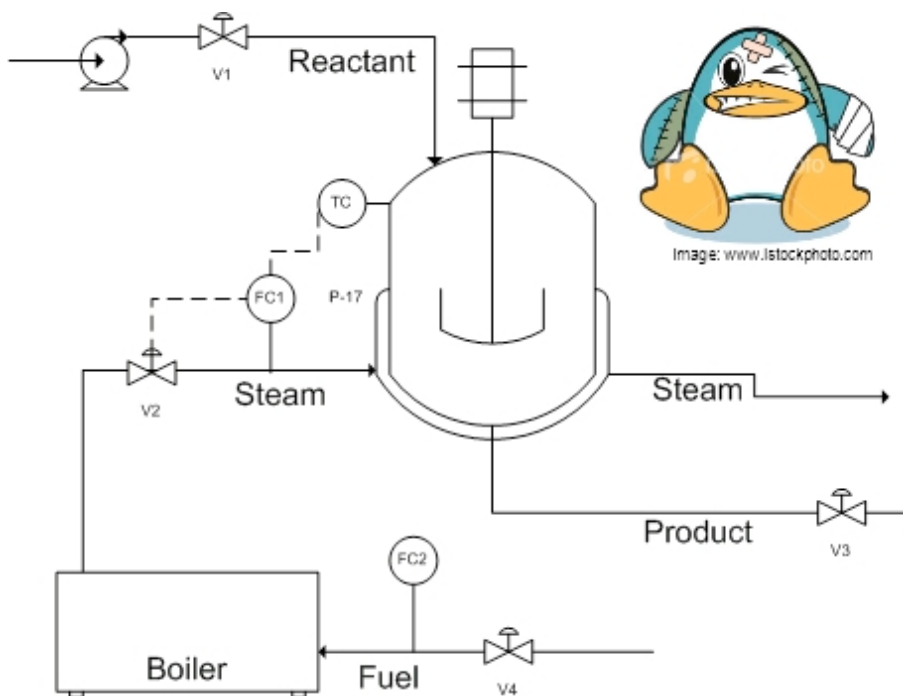 V1
Reactant
TC
FC1
P-17
V2
Steam
Steam
Product
V3
FC2
Boiler
Fuel
V4
Image: www.istockphoto.com